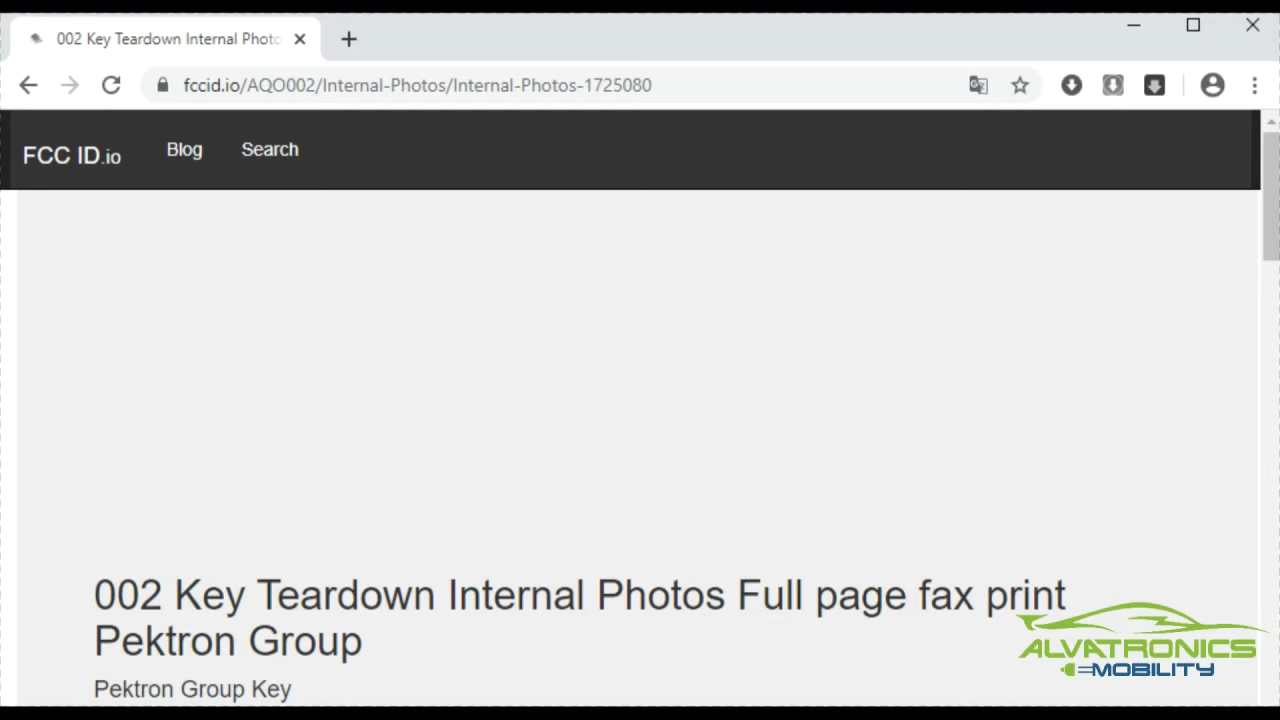 002 Key Teardown Internal Photo
fccid.io/AQO002/Internal-Photos/Internal-Photos-1725080
FCC ID.io Blog Search
002 Key Teardown Internal Photos Full page fax print
Pektron Group
Pektron Group Key
ALVATRONICS
MOBILITY